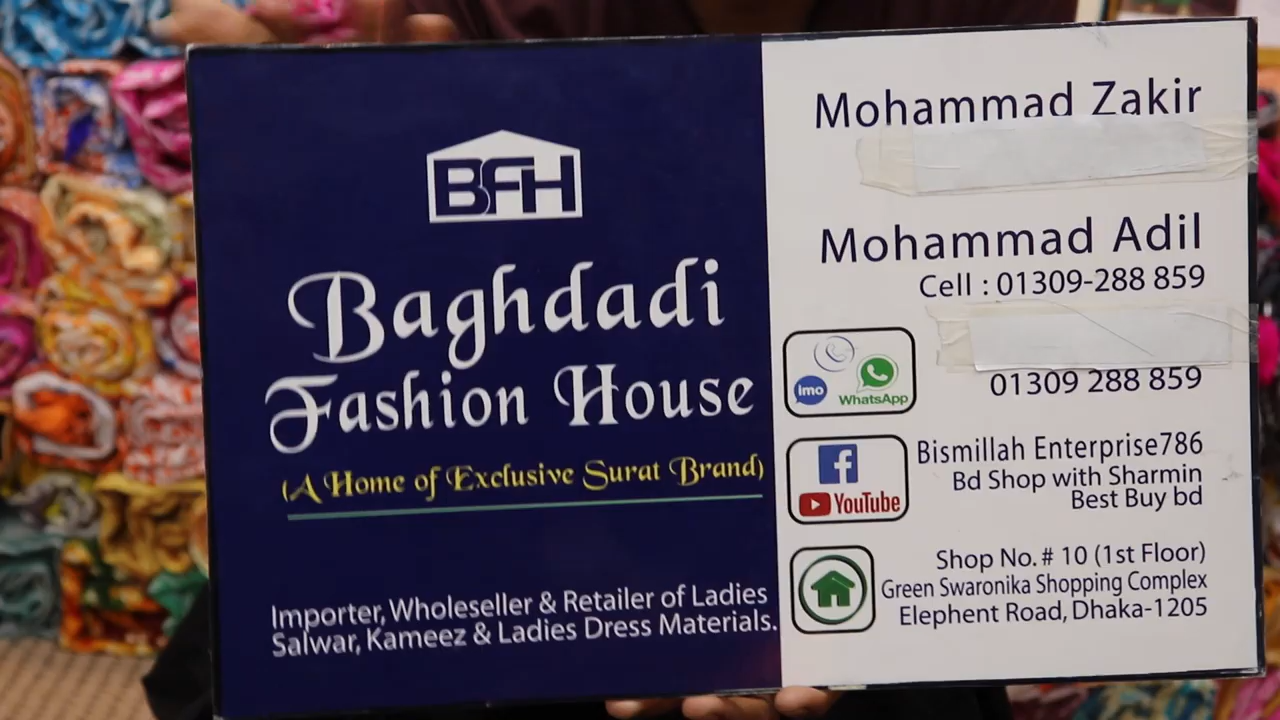 BFH
Baghdadi
Fashion House
(A Home of Exclusive Surat Brand)
Importer, Wholeseller & Retailer of Ladies
Salwar, Kameez & Ladies Dress Materials.
Mohammad Zakir
Mohammad Adil
Cell : 01309-288 859
imo
WhatsApp
01309 288 859
f
YouTube
Bismillah Enterprise786
Bd Shop with Sharmin
Best Buy bd
Shop No. # 10 (1st Floor)
Green Swaronika Shopping Complex
Elephent Road, Dhaka-1205